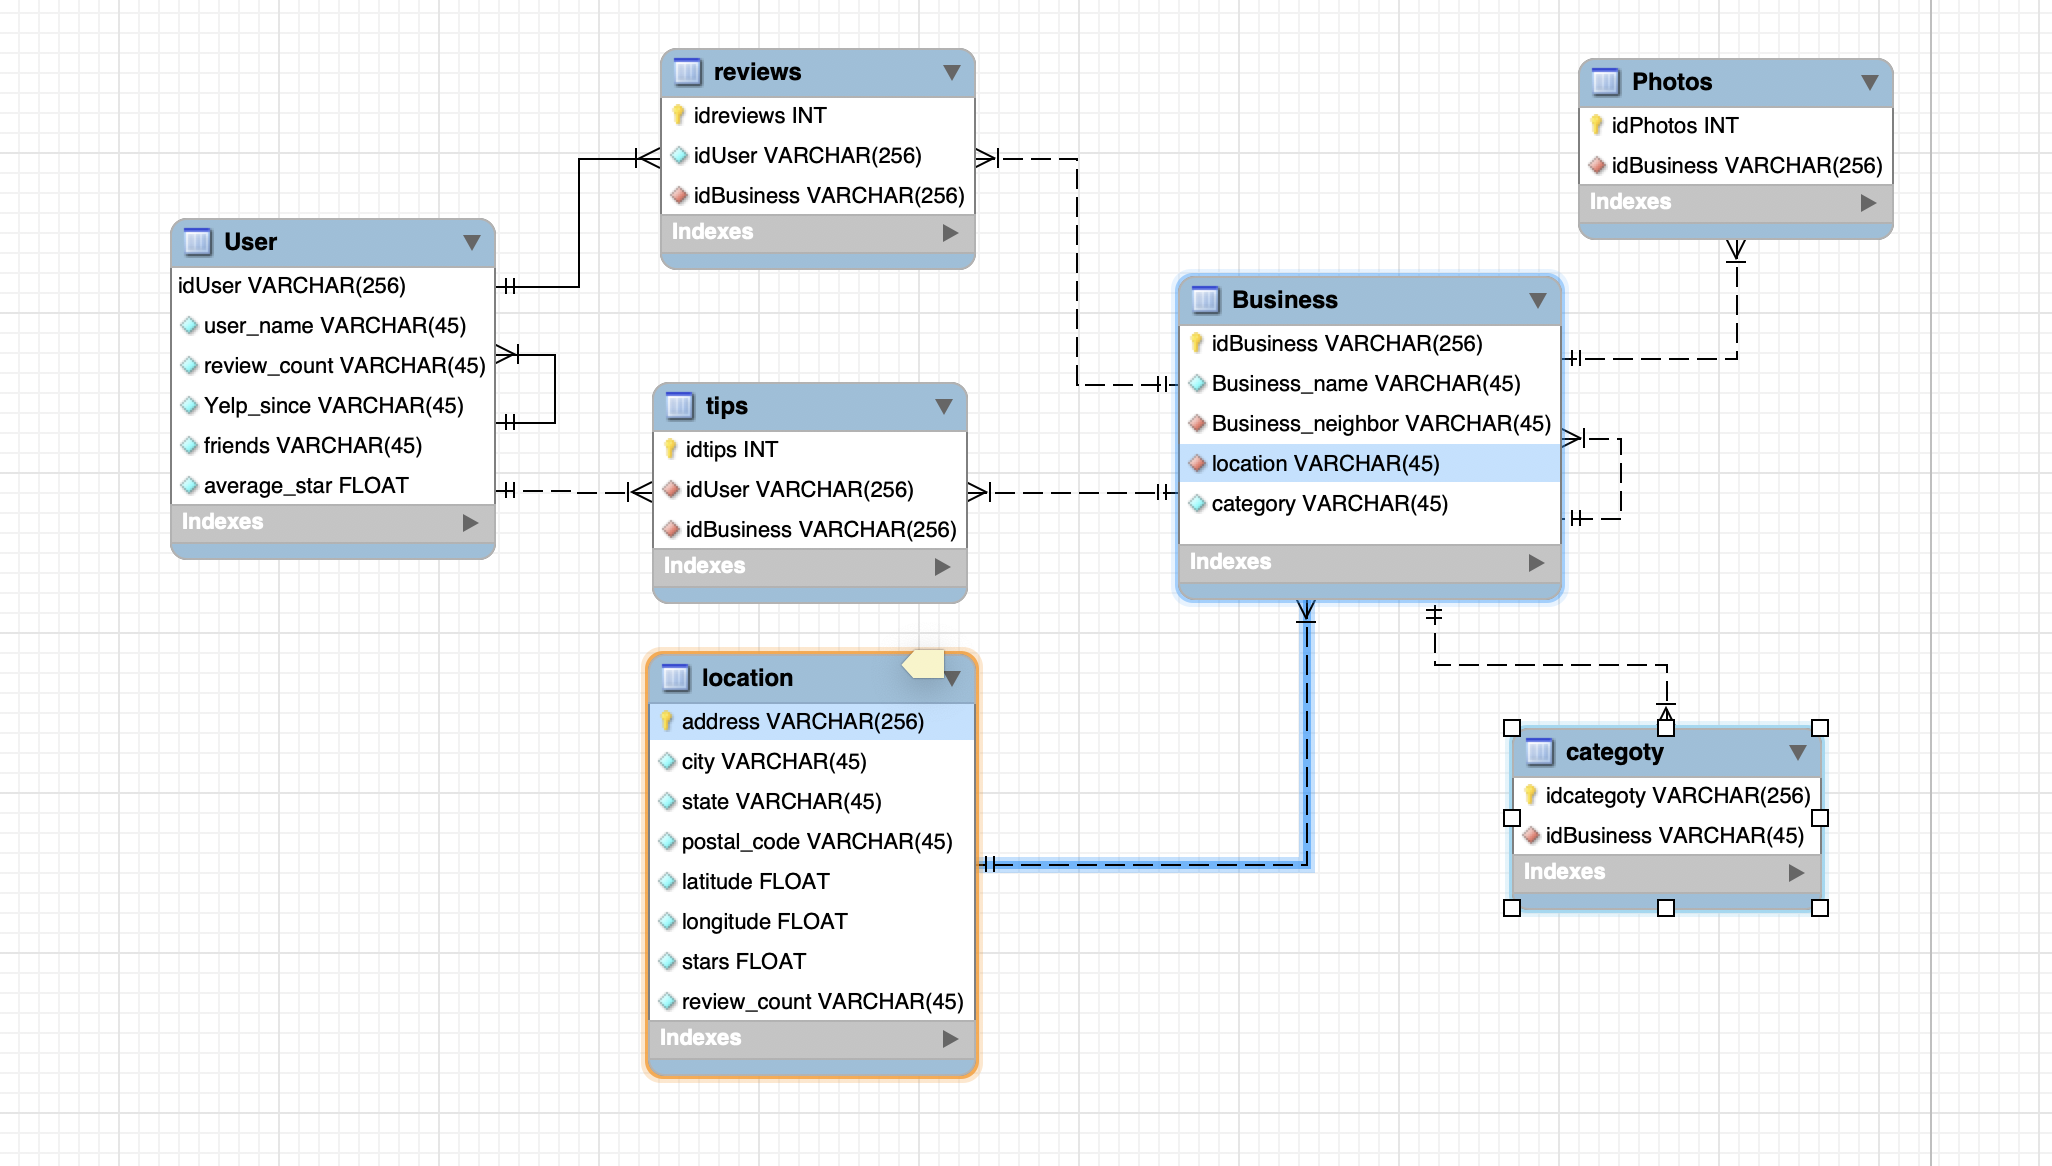 reviews
idreviews INT
idUser VARCHAR(256)
idBusiness VARCHAR(256)
Indexes
Photos
idPhotos INT
idBusiness VARCHAR(256)
Indexes
User
idUser VARCHAR(256)
user_name VARCHAR(45)
review_count VARCHAR(45)
Yelp_since VARCHAR(45)
friends VARCHAR(45)
average_star FLOAT
Indexes
tips
idtips INT
idUser VARCHAR(256)
idBusiness VARCHAR(256)
Indexes
Business
idBusiness VARCHAR(256)
Business_name VARCHAR(45)
Business_neighbor VARCHAR(45)
location VARCHAR(45)
category VARCHAR(45)
Indexes
location
address VARCHAR(256)
city VARCHAR(45)
state VARCHAR(45)
postal_code VARCHAR(45)
latitude FLOAT
longitude FLOAT
stars FLOAT
review_count VARCHAR(45)
Indexes
categoty
idcategoty VARCHAR(256)
idBusiness VARCHAR(45)
Indexes